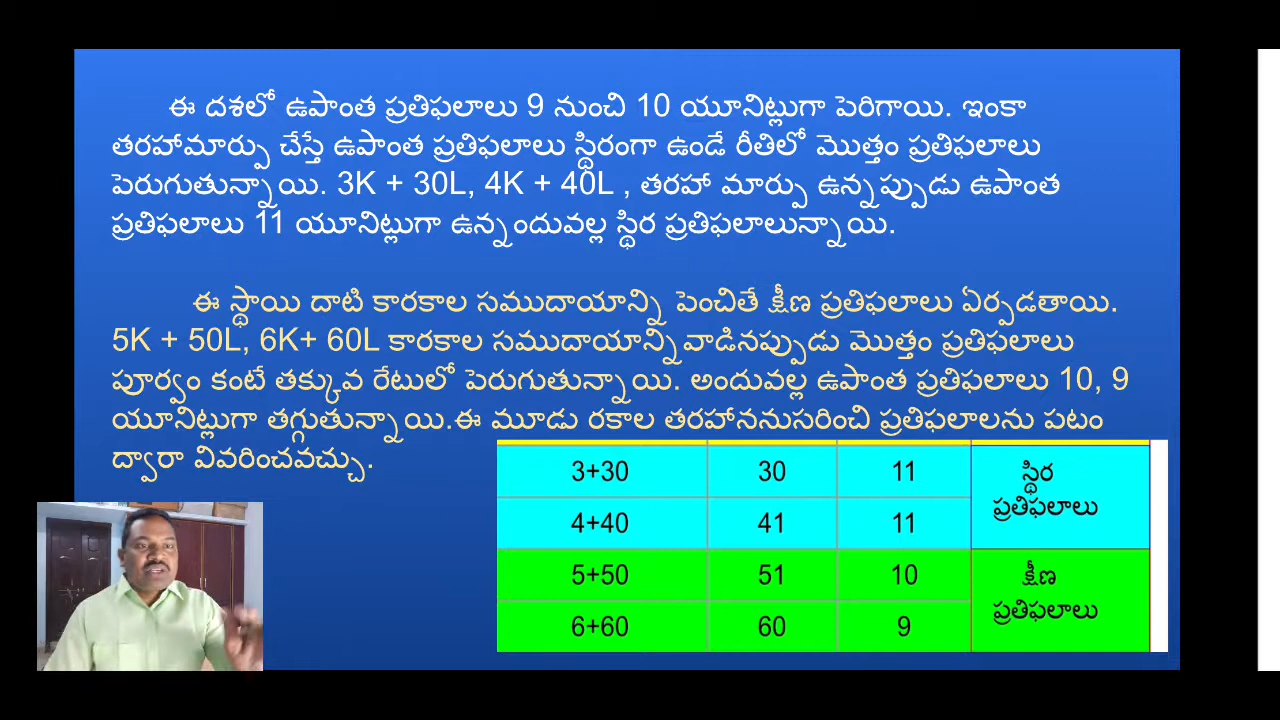 ఈ దశలో ఉపాంత ప్రతిఫలాలు 9 నుంచి 10 యూనిట్లుగా పెరిగాయి. ఇంకా
తరహామార్పు చేస్తే ఉపాంత ప్రతిఫలాలు స్థిరంగా ఉండే రీతిలో మొత్తం ప్రతిఫలాలు
పెరుగుతున్నాయి. 3K + 30L, 4K + 40L , తరహా మార్పు ఉన్నప్పుడు ఉపాంత
ప్రతిఫలాలు 11 యూనిట్లుగా ఉన్నందువల్ల స్థిర ప్రతిఫలాలున్నాయి.
ఈ స్థాయి దాటి కారకాల సముదాయాన్ని పెంచితే క్షీణ ప్రతిఫలాలు ఏర్పడతాయి.
5K + 50L, 6K+ 60L కారకాల సముదాయాన్ని వాడినప్పుడు మొత్తం ప్రతిఫలాలు
పూర్వం కంటే తక్కువ రేటులో పెరుగుతున్నాయి. అందువల్ల ఉపాంత ప్రతిఫలాలు 10, 9
యూనిట్లుగా తగ్గుతున్నాయి.ఈ మూడు రకాల తరహాననుసరించి ప్రతిఫలాలను పటం
ద్వారా వివరించవచ్చు.
3+30 30 11 స్థిర ప్రతిఫలాలు
4+40 41 11
5+50 51 10 క్షీణ ప్రతిఫలాలు
6+60 60 9